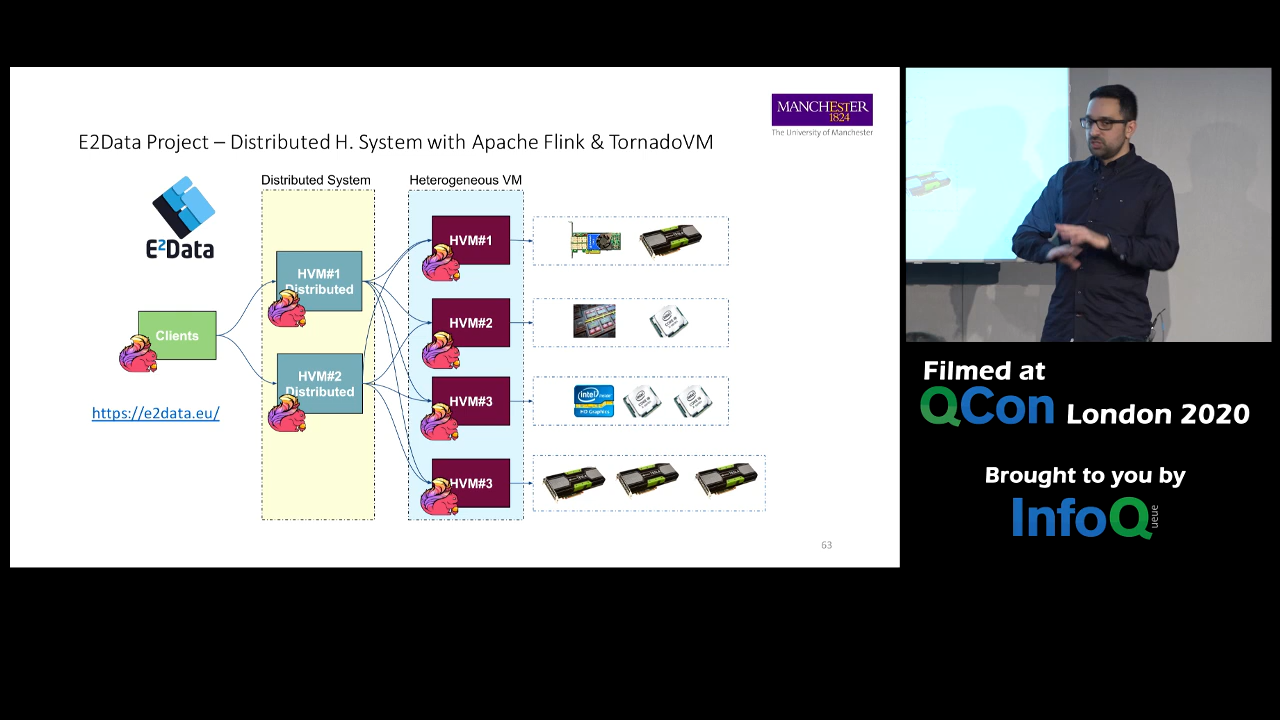 MANCHESTER
1824
The University of Manchester
E2Data Project – Distributed H. System with Apache Flink & TornadoVM
E²Data
Distributed System
Heterogeneous VM
HVM#1
Distributed
HVM#2
Distributed
Clients
https://e2data.eu/
HVM#1
HVM#2
HVM#3
HVM#3
intel
63
Filmed at
QCon London 2020
Brought to you by
InfoQueue